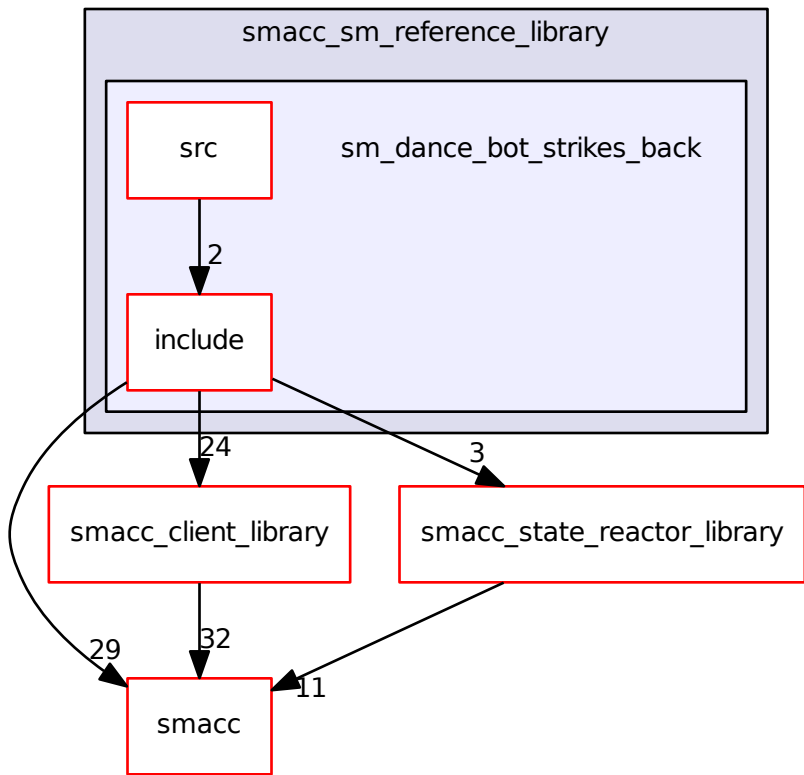 smacc_sm_reference_library
src
sm_dance_bot_strikes_back
2
include
24
3
smacc_client_library
smacc_state_reactor_library
29
32
11
smacc